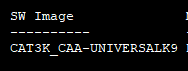 SW Image
----------
CAT3K_CAA-UNIVERSALK9